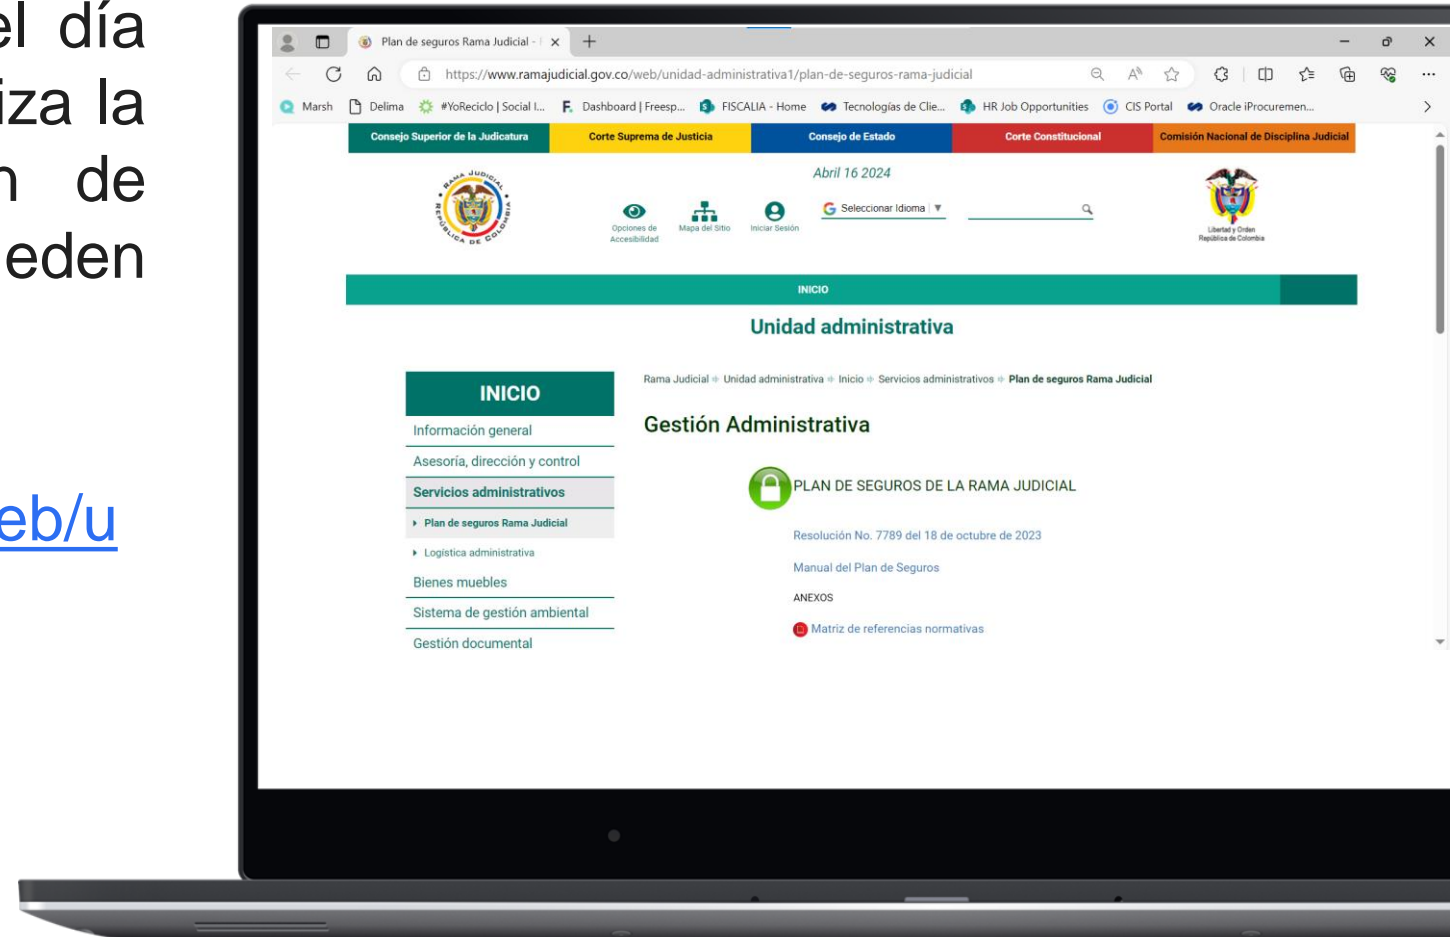 el día
iza la
n de
eden
eb/u
Plan de seguros Rama Judicial -
https://www.ramajudicial.gov.co/web/unidad-administrativa1/plan-de-seguros-rama-judicial
Marsh Delima #YoReciclo | Social I... Dashboard | Freesp... FISCALIA - Home Tecnologías de Clie... HR Job Opportunities CIS Portal Oracle iProcuremen...
Consejo Superior de la Judicatura Corte Suprema de Justicia Consejo de Estado Corte Constitucional Comisión Nacional de Disciplina Judicial
RAMA JUDICIAL
REPÚBLICA DE COLOMBIA
Abril 16 2024
Seleccionar Idioma
Opciones de Accesibilidad
Mapa del Sitio
Iniciar Sesión
Libertad y Orden
República de Colombia
INICIO
Unidad administrativa
Rama Judicial Unidad administrativa Inicio Servicios administrativos Plan de seguros Rama Judicial
INICIO
Información general
Asesoría, dirección y control
Servicios administrativos
Plan de seguros Rama Judicial
Logística administrativa
Bienes muebles
Sistema de gestión ambiental
Gestión documental
Gestión Administrativa
PLAN DE SEGUROS DE LA RAMA JUDICIAL
Resolución No. 7789 del 18 de octubre de 2023
Manual del Plan de Seguros
ANEXOS
Matriz de referencias normativas